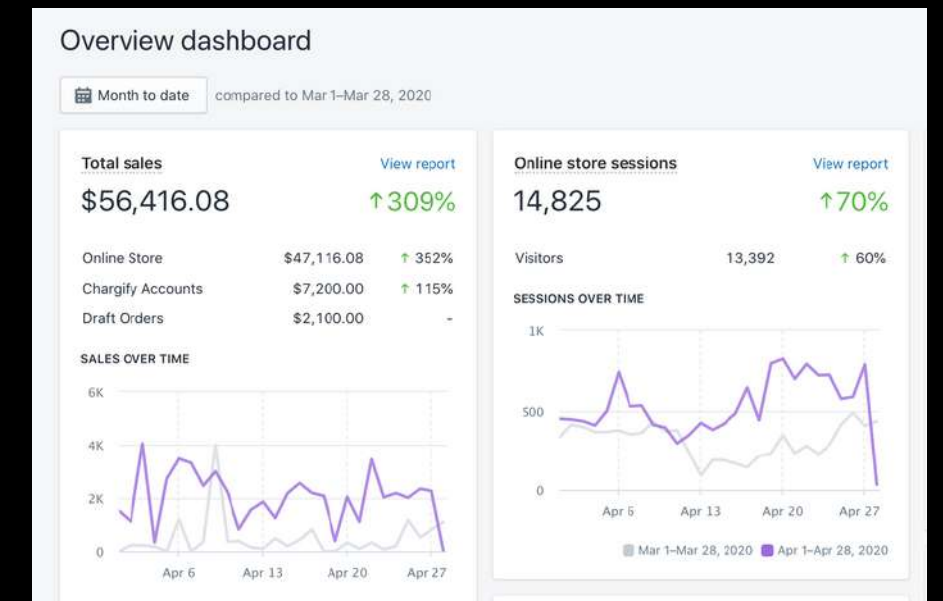 Overview dashboard
Month to date compared to Mar 1–Mar 28, 2020
Total sales View report
$56,416.08 ↑309%
Online Store $47,116.08 ↑ 352%
Chargify Accounts $7,200.00 ↑ 115%
Draft Orders $2,100.00 -
SALES OVER TIME
6K
4K
2K
0
Apr 6 Apr 13 Apr 20 Apr 27
Online store sessions View report
14,825 ↑70%
Visitors 13,392 ↑ 60%
SESSIONS OVER TIME
1K
500
0
Apr 6 Apr 13 Apr 20 Apr 27
Mar 1–Mar 28, 2020 Apr 1–Apr 28, 2020